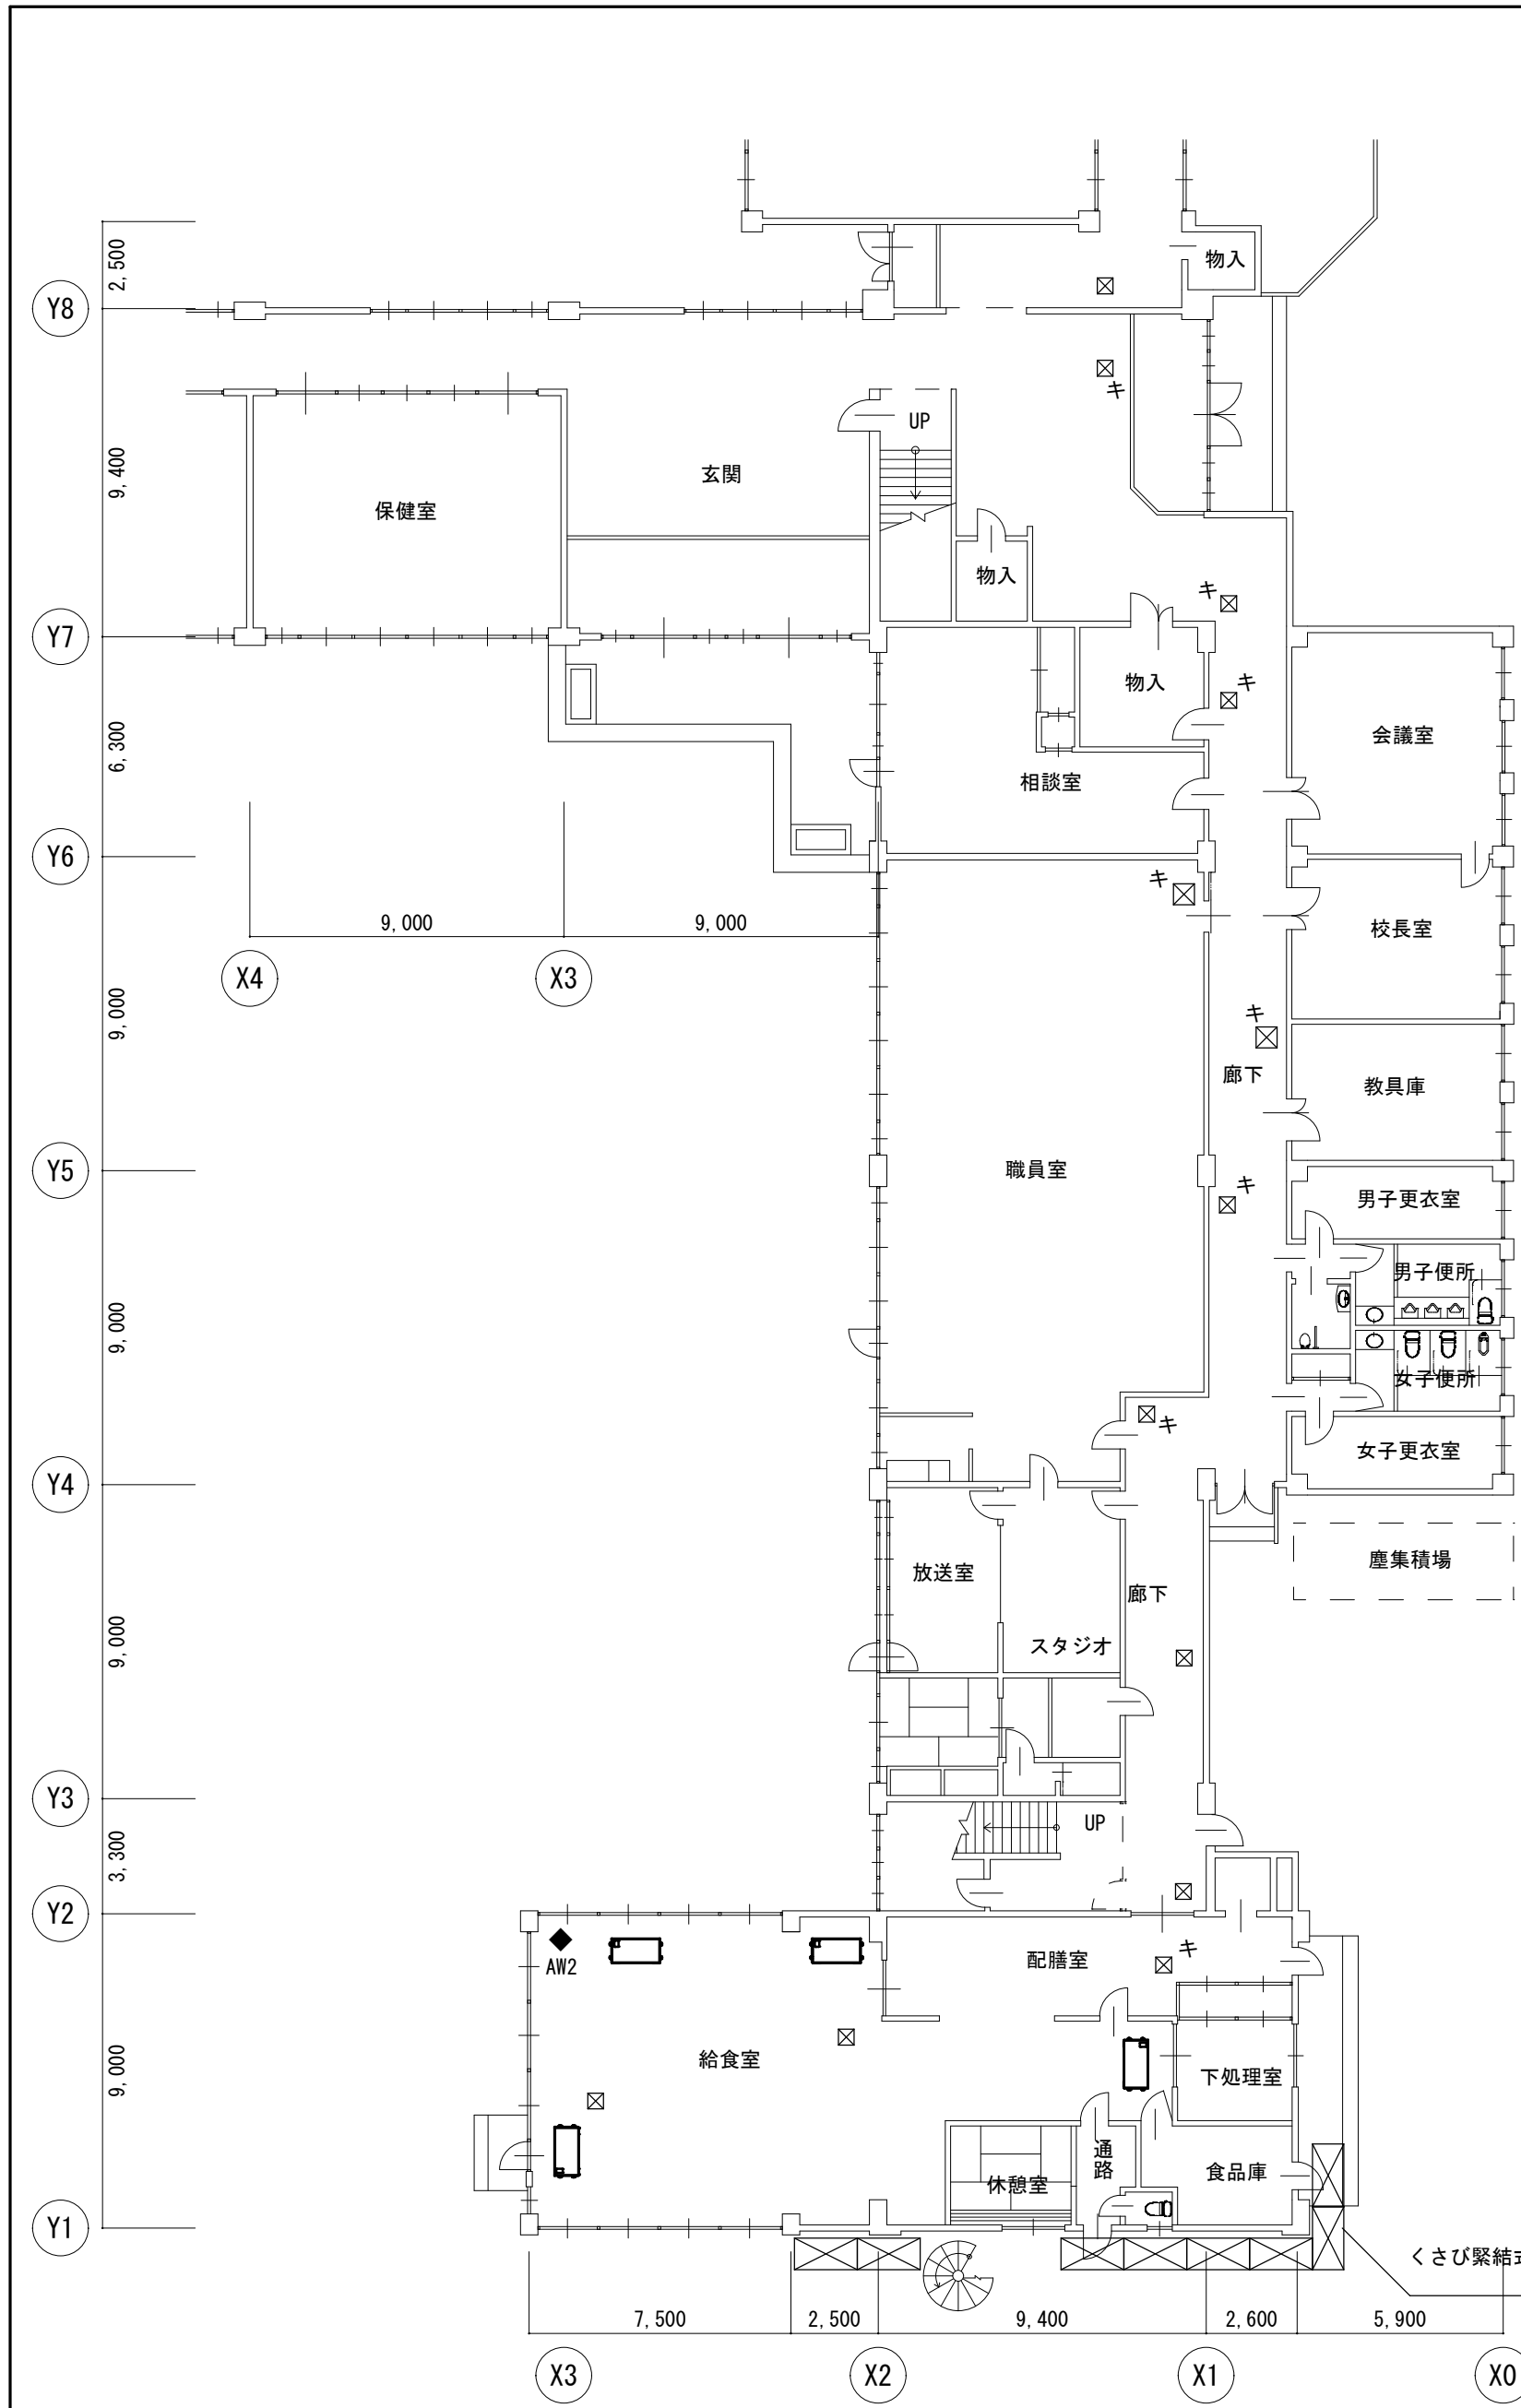 物入
2,500
Y8
キ
UP
9,400
玄関
保健室
物入
キ
Y7
物入
キ
会議室
6,300
相談室
Y6
キ
9,000
9,000
校長室
X4
X3
9,000
キ
廊下
教具庫
Y5
職員室
キ
男子更衣室
男子便所
9,000
女子便所
キ
女子更衣室
Y4
塵集積場
放送室
廊下
9,000
スタジオ
Y3
UP
3,300
Y2
キ
配膳室
AW2
9,000
給食室
下処理室
通路
食品庫
休憩室
Y1
くさび緊結式
7,500
2,500
9,400
2,600
5,900
X3
X2
X1
X0